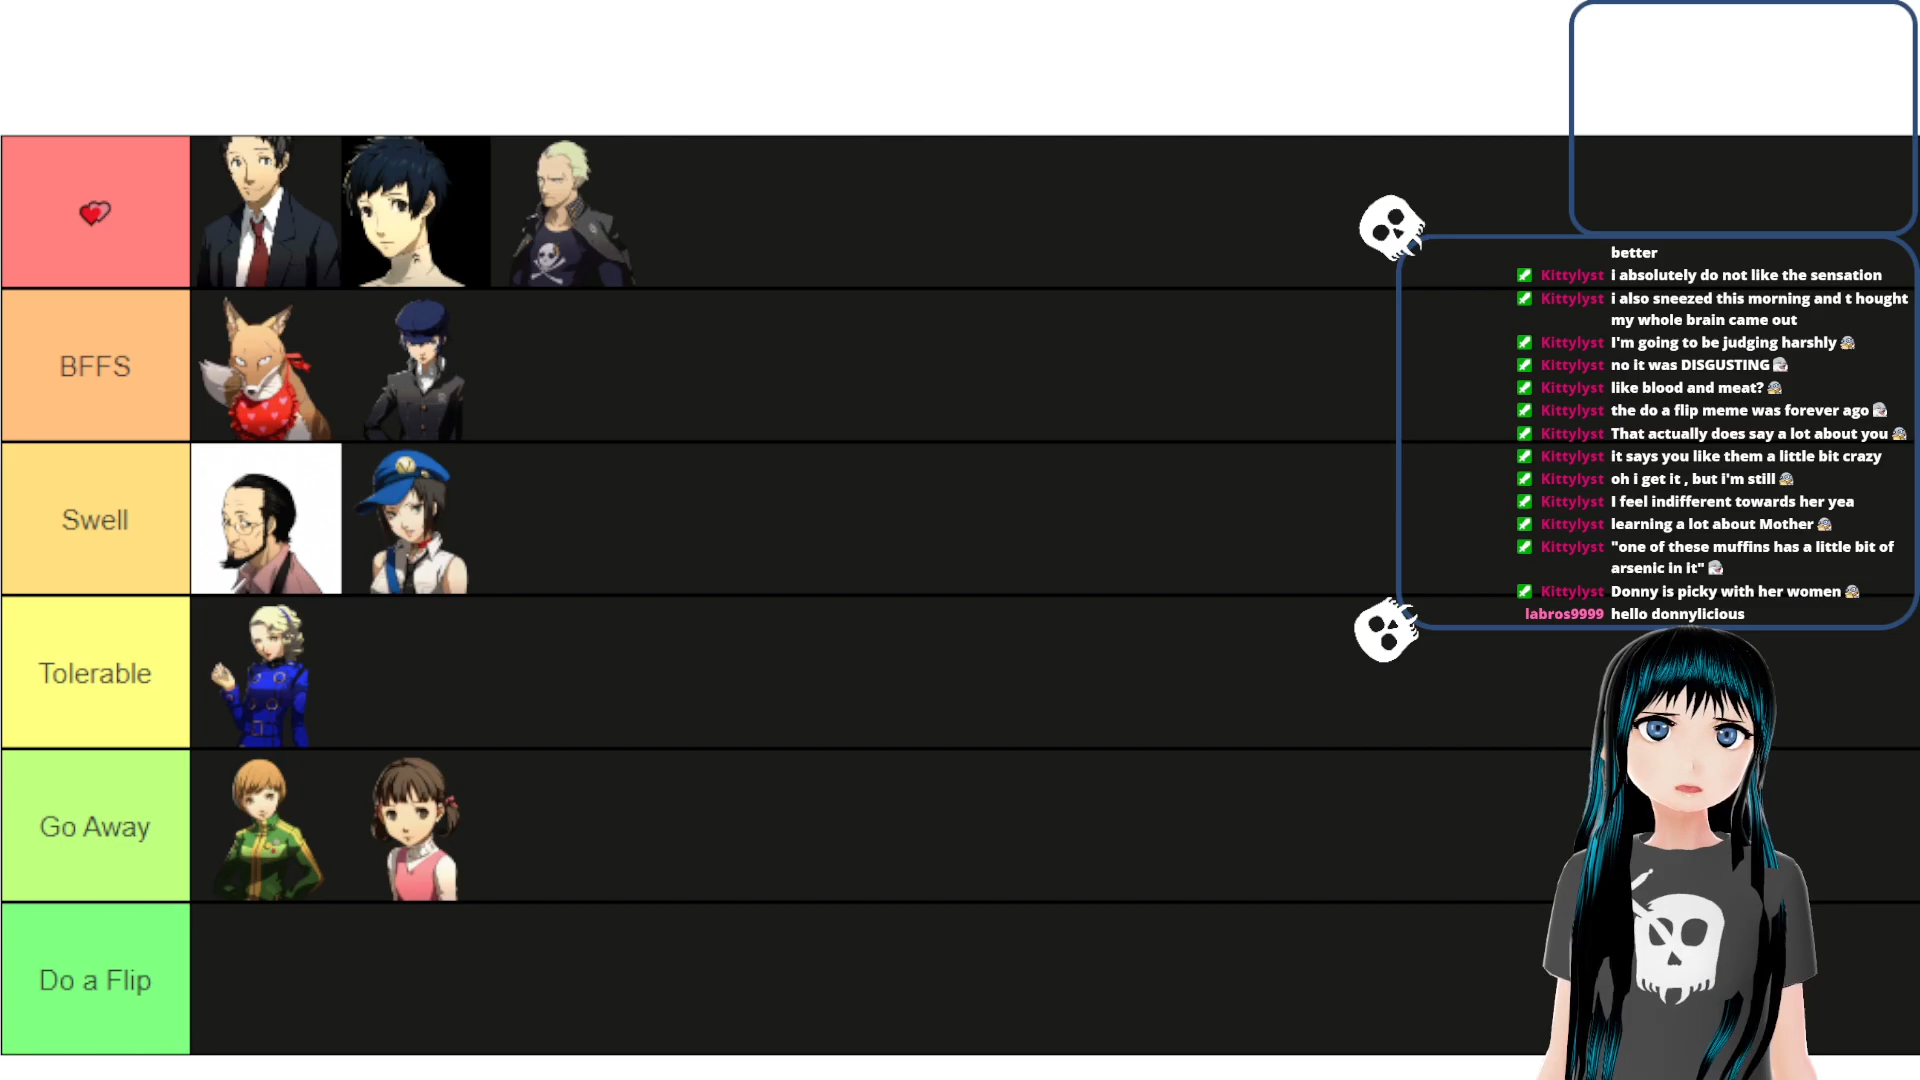 BFFS
Swell
Tolerable
Go Away
Do a Flip
better
Kittylyst i absolutely do not like the sensation
Kittylyst i also sneezed this morning and t hought
my whole brain came out
Kittylyst I'm going to be judging harshly
Kittylyst no it was DISGUSTING
Kittylyst like blood and meat?
Kittylyst the do a flip meme was forever ago
Kittylyst That actually does say a lot about you
Kittylyst it says you like them a little bit crazy
Kittylyst oh i get it , but i'm still
Kittylyst I feel indifferent towards her yea
Kittylyst learning a lot about Mother
Kittylyst "one of these muffins has a little bit of
arsenic in it"
Kittylyst Donny is picky with her women
labros9999 hello donnylicious